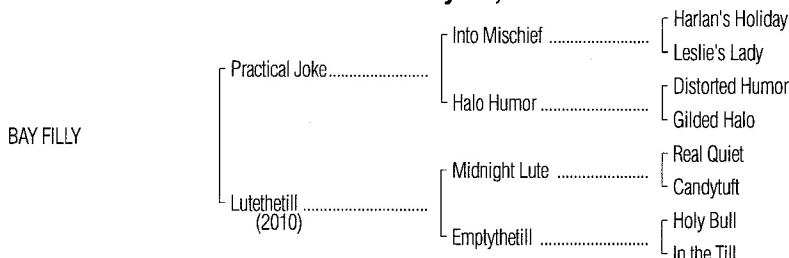 Harlan's Holiday
Into Mischief ........................
Leslie's Lady
Practical Joke........................
Distorted Humor
Halo Humor ..........................
Gilded Halo
BAY FILLY
Real Quiet
Midnight Lute ......................
Candytuft
Lutethetill ..............................
(2010)
Holy Bull
Emptythetill ..........................
In the Till